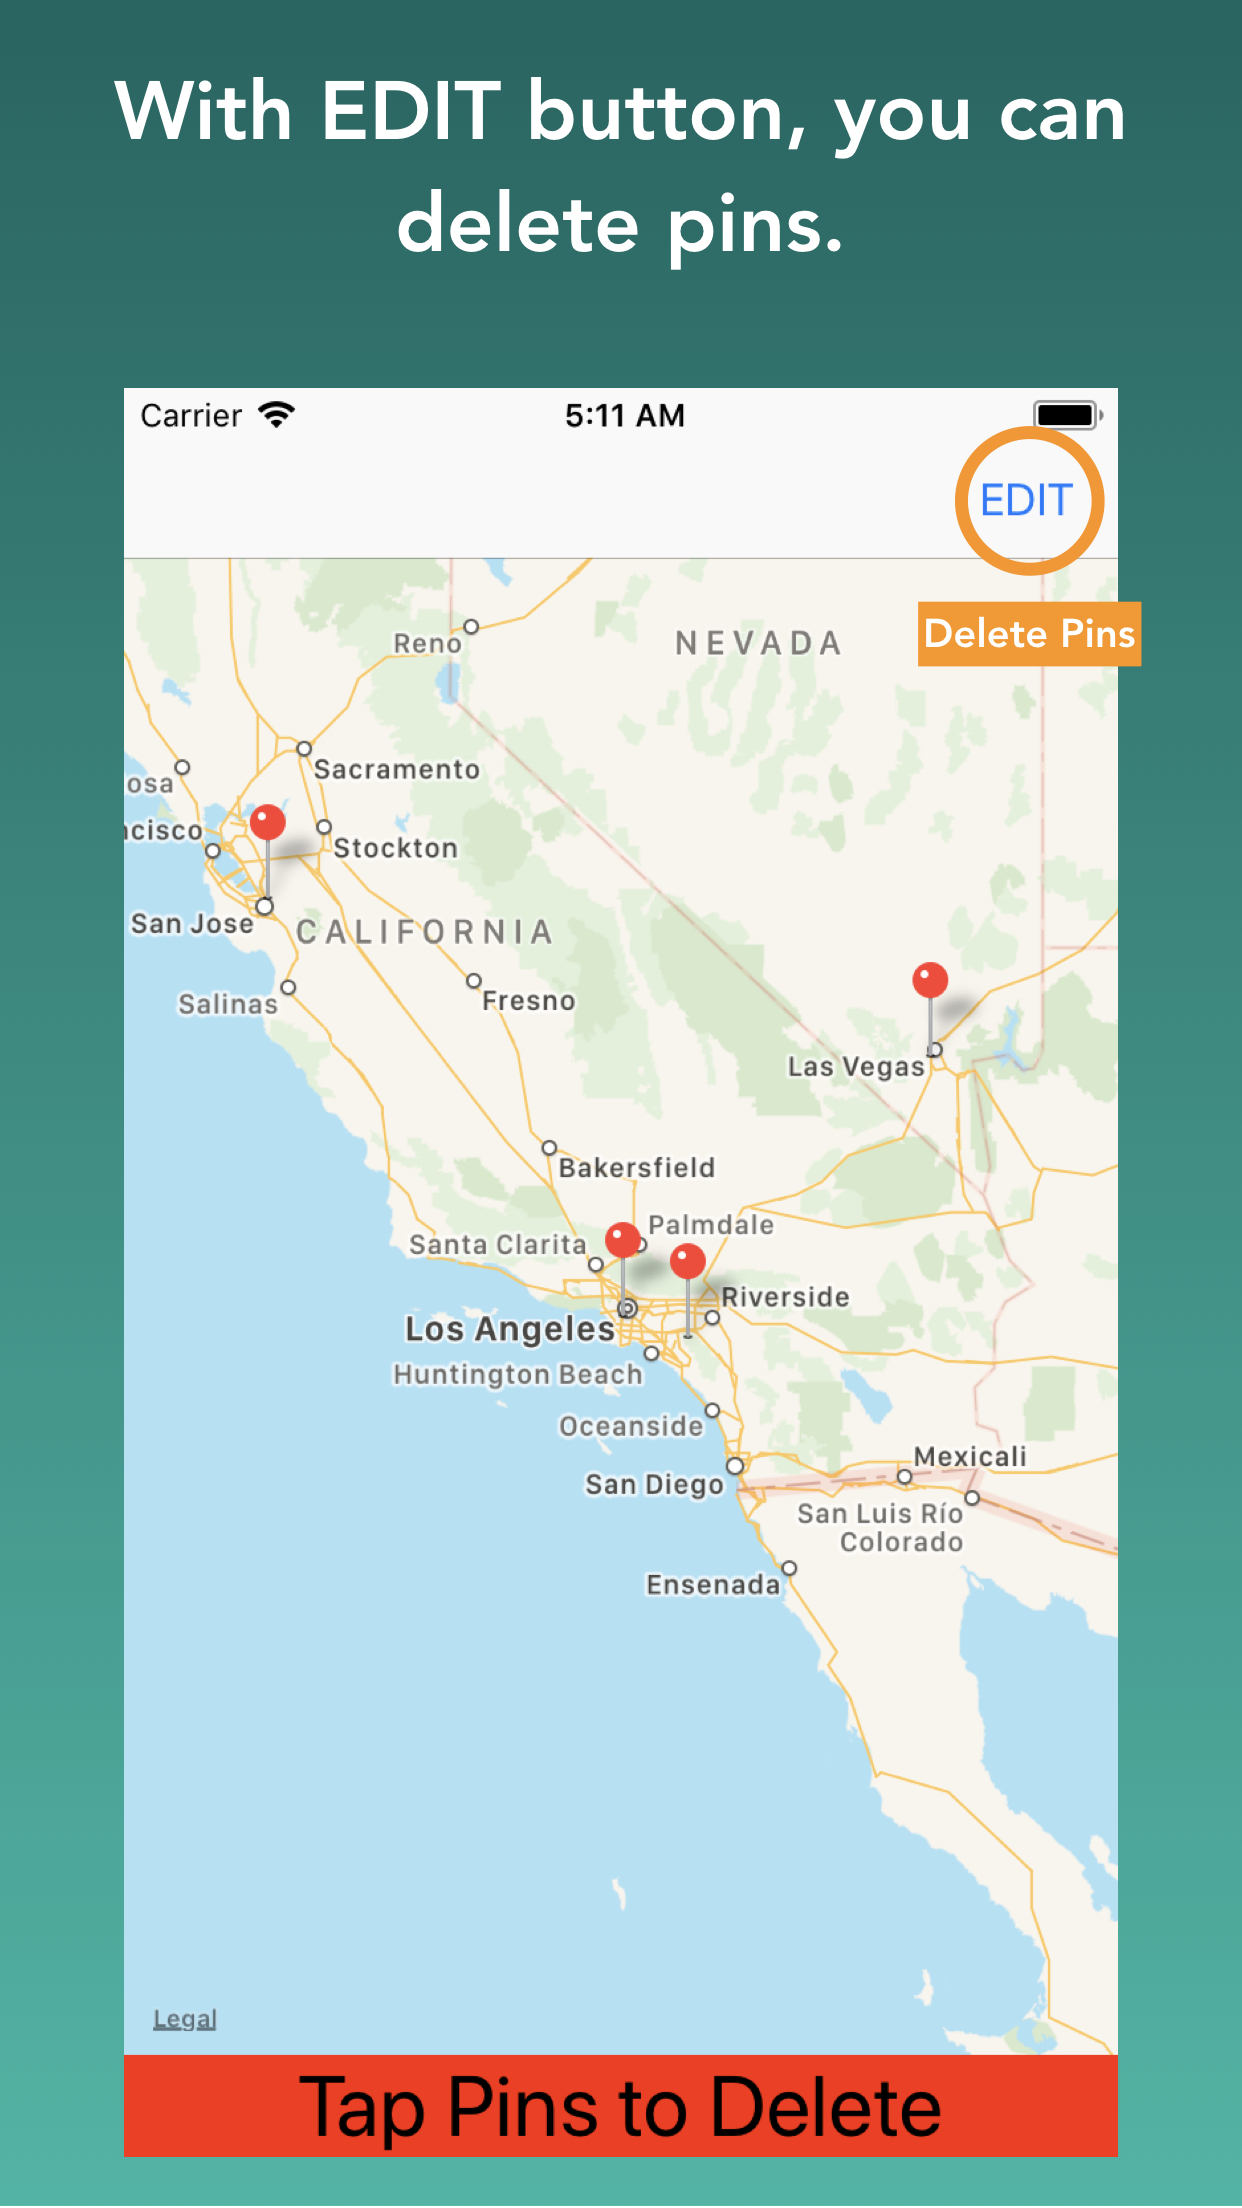 With EDIT button, you can
delete pins.
Carrier
5:11 AM
EDIT
Delete Pins
Reno
NEVADA
Sacramento
osa
ncisco
Stockton
San Jose
CALIFORNIA
Salinas
Fresno
Las Vegas
Bakersfield
Palmdale
Santa Clarita
Riverside
Los Angeles
Huntington Beach
Oceanside
Mexicali
San Diego
San Luis Río
Colorado
Ensenada
Legal
Tap Pins to Delete